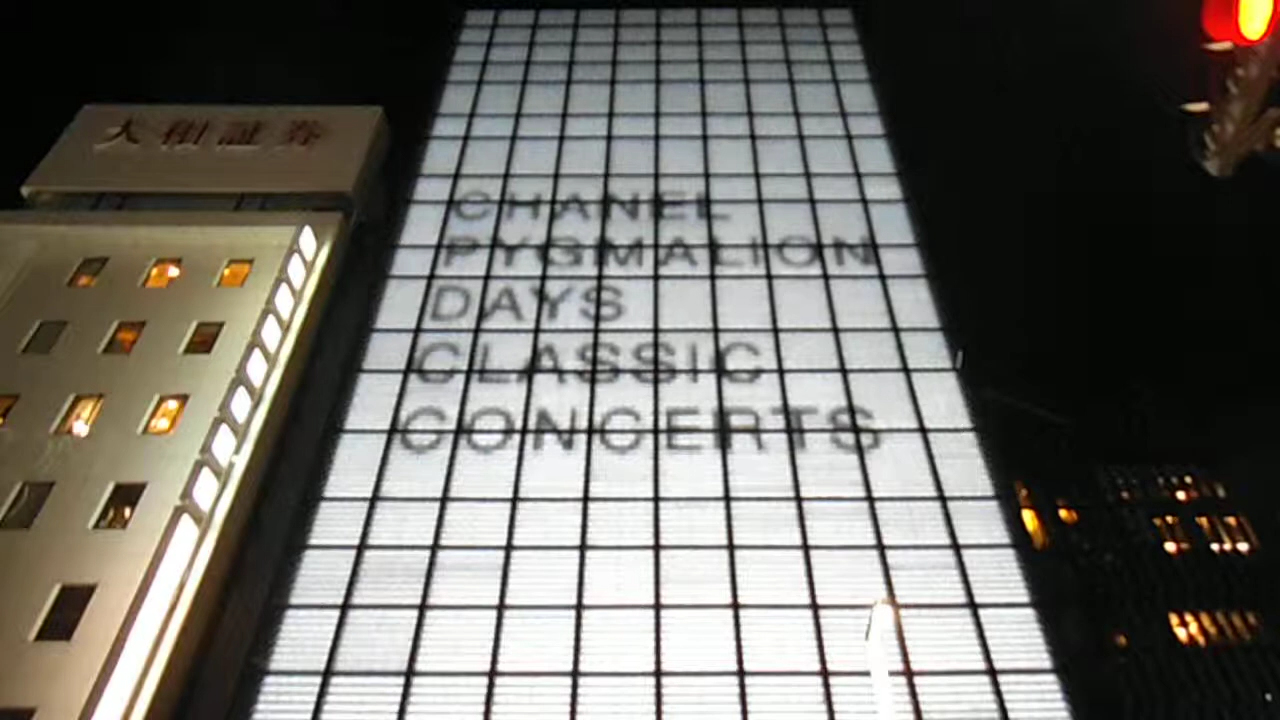 大和証券
CHANEL
PYGMALION
DAYS
CLASSIC
CONCERTS